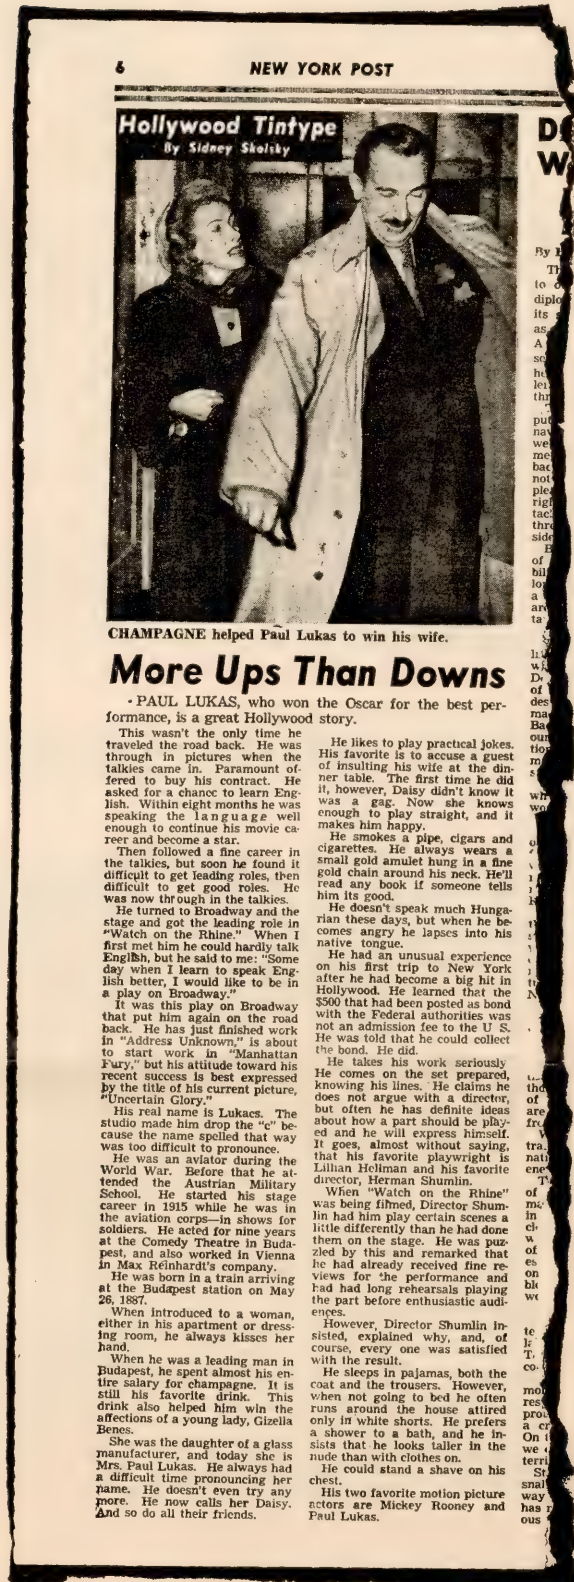 6
NEW YORK POST
Hollywood Tintype
By Sidney Skolsky
CHAMPAGNE helped Paul Lukas to win his wife.
More Ups Than Downs
PAUL LUKAS, who won the Oscar for the best per-
formance, is a great Hollywood story.
This wasn't the only time he
traveled the road back. He was
through in pictures when the
talkies came in. Paramount of-
fered to buy his contract. He
asked for a chance to learn Eng-
lish. Within eight months he was
speaking the language well
enough to continue his movie ca-
reer and become a star.
Then followed a fine career in
the talkies, but soon he found it
difficult to get leading roles, then
difficult to get good roles. He
was now through in the talkies.
He turned to Broadway and the
stage and got the leading role in
"Watch on the Rhine." When I
first met him he could hardly talk
English, but he said to me: "Some
day when I learn to speak Eng-
lish better, I would like to be in
a play on Broadway."
It was this play on Broadway
that put him again on the road
back. He has just finished work
in "Address Unknown," is about
to start work in "Manhattan
Fury," but his attitude toward his
recent success is best expressed
by the title of his current picture,
"Uncertain Glory."
His real name is Lukacs. The
studio made him drop the "c" be-
cause the name spelled that way
was too difficult to pronounce.
He was an aviator during the
World War. Before that he at-
tended the Austrian Military
School. He started his stage
career in 1915 while he was in
the aviation corps—in shows for
soldiers. He acted for nine years
at the Comedy Theatre in Buda-
pest, and also worked in Vienna
in Max Reinhardt's company.
He was born in a train arriving
at the Budapest station on May
26, 1887.
When introduced to a woman,
either in his apartment or dress-
ing room, he always kisses her
hand.
When he was a leading man in
Budapest, he spent almost his en-
tire salary for champagne. It is
still his favorite drink. This
drink also helped him win the
affections of a young lady, Gizella
Benes.
She was the daughter of a glass
manufacturer, and today she is
Mrs. Paul Lukas. He always had
a difficult time pronouncing her
name. He doesn't even try any
more. He now calls her Daisy.
And so do all their friends.
He likes to play practical jokes.
His favorite is to accuse a guest
of insulting his wife at the din-
ner table. The first time he did
it, however, Daisy didn't know it
was a gag. Now she knows
enough to play straight, and it
makes him happy.
He smokes a pipe, cigars and
cigarettes. He always wears a
small gold amulet hung in a fine
gold chain around his neck. He'll
read any book if someone tells
him its good.
He doesn't speak much Hunga-
rian these days, but when he be-
comes angry he lapses into his
native tongue.
He had an unusual experience
on his first trip to New York
after he had become a big hit in
Hollywood. He learned that the
$500 that had been posted as bond
with the Federal authorities was
not an admission fee to the U S.
He was told that he could collect
the bond. He did.
He takes his work seriously
He comes on the set prepared,
knowing his lines. He claims he
does not argue with a director,
but often he has definite ideas
about how a part should be play-
ed and he will express himself.
It goes, almost without saying,
that his favorite playwright is
Lillian Hellman and his favorite
director, Herman Shumlin.
When "Watch on the Rhine"
was being filmed, Director Shum-
lin had him play certain scenes a
little differently than he had done
them on the stage. He was puz-
zled by this and remarked that
he had already received fine re-
views for the performance and
had had long rehearsals playing
the part before enthusiastic audi-
ences.
However, Director Shumlin in-
sisted, explained why, and, of
course, every one was satisfied
with the result.
He sleeps in pajamas, both the
coat and the trousers. However,
when not going to bed he often
runs around the house attired
only in white shorts. He prefers
a shower to a bath, and he in-
sists that he looks taller in the
nude than with clothes on.
He could stand a shave on his
chest.
His two favorite motion picture
actors are Mickey Rooney and
Paul Lukas.